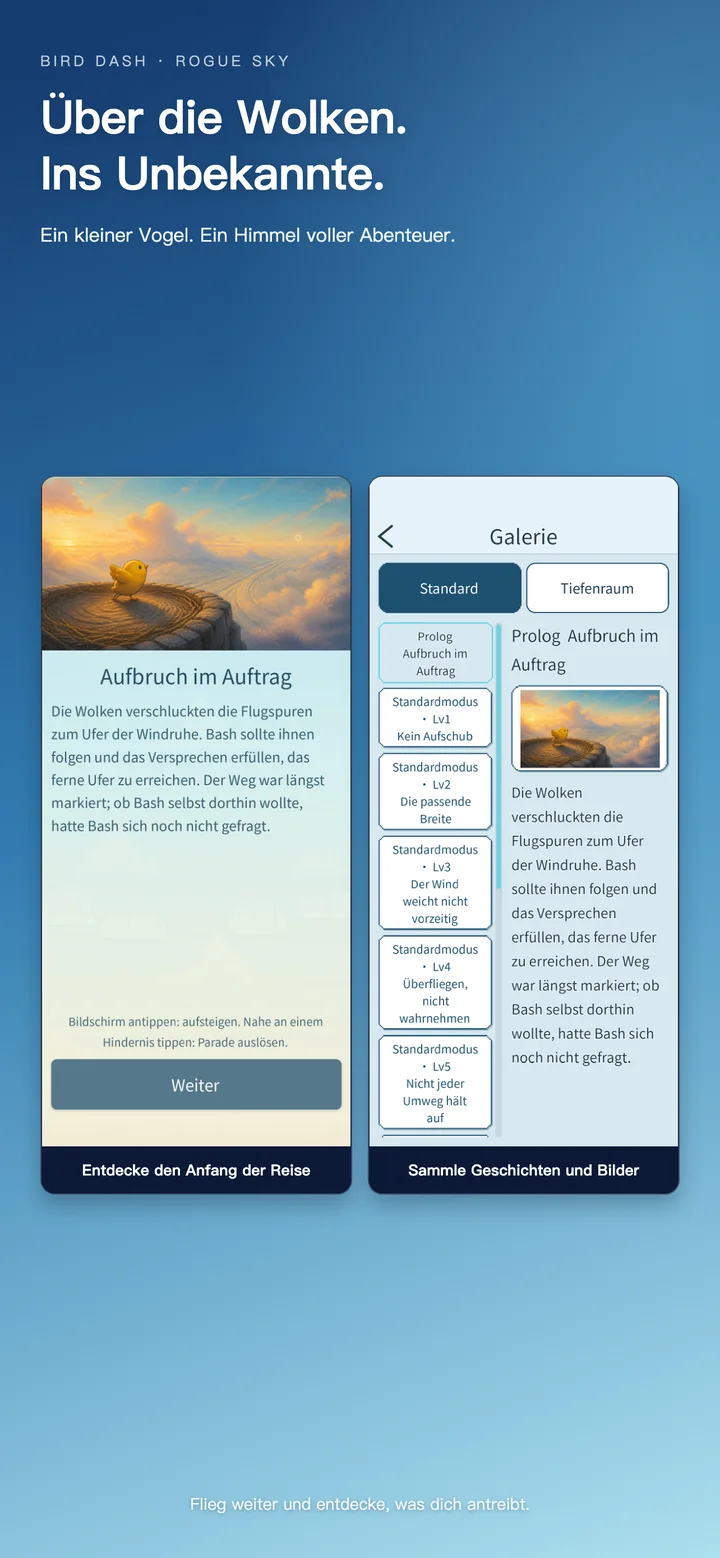 BIRD DASH · ROGUE SKY
Über die Wolken.
Ins Unbekannte.
Ein kleiner Vogel. Ein Himmel voller Abenteuer.
Aufbruch im Auftrag
Die Wolken verschluckten die Flugspuren
zum Ufer der Windruhe. Bash sollte ihnen
folgen und das Versprechen erfüllen, das
ferne Ufer zu erreichen. Der Weg war längst
markiert; ob Bash selbst dorthin wollte,
hatte Bash sich noch nicht gefragt.
Bildschirm antippen: aufsteigen. Nahe an einem
Hindernis tippen: Parade auslösen.
Weiter
Entdecke den Anfang der Reise
Galerie
Standard
Tiefenraum
Prolog
Aufbruch im
Auftrag
Standardmodus
· Lv1
Kein Aufschub
Standardmodus
· Lv2
Die passende
Breite
Standardmodus
· Lv3
Der Wind
weicht nicht
vorzeitig
Standardmodus
· Lv4
Überfliegen,
nicht
wahrnehmen
Standardmodus
· Lv5
Nicht jeder
Umweg hält
auf
Prolog Aufbruch im
Auftrag
Die Wolken
verschluckten die
Flugspuren zum Ufer
der Windruhe. Bash
sollte ihnen folgen und
das Versprechen
erfüllen, das ferne Ufer
zu erreichen. Der Weg
war längst markiert; ob
Bash selbst dorthin
wollte, hatte Bash sich
noch nicht gefragt.
Sammle Geschichten und Bilder
Flieg weiter und entdecke, was dich antreibt.